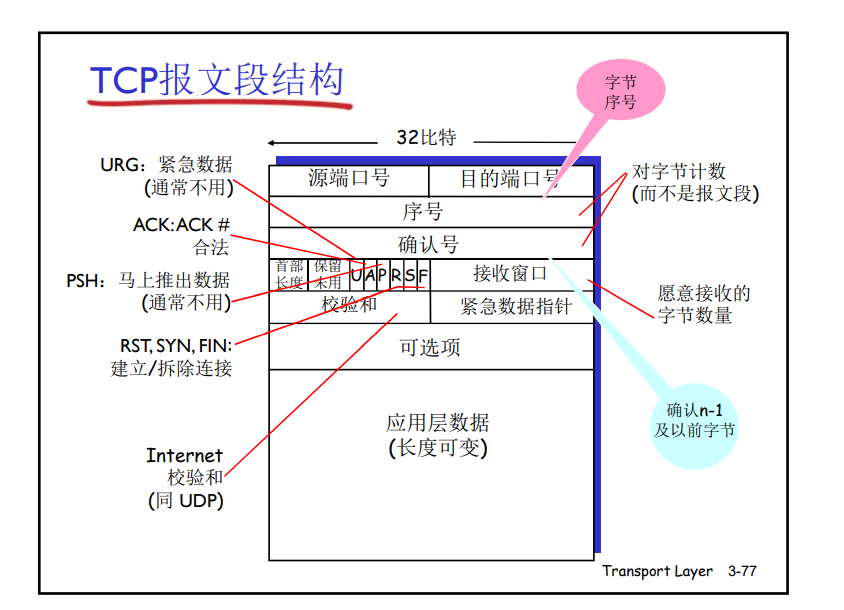 TCP报文段结构
字节
序号
32比特
URG：紧急数据
(通常不用)
源端口号
目的端口号
对字节计数
(而不是报文段)
序号
ACK:ACK #
合法
确认号
PSH：马上推出数据
(通常不用)
首部
长度
保留
未用
U A P R S F
接收窗口
愿意接收的
字节数量
校验和
紧急数据指针
RST, SYN, FIN:
建立/拆除连接
可选项
确认n-1
及以前字节
应用层数据
(长度可变)
Internet
校验和
(同 UDP)
Transport Layer 3-77